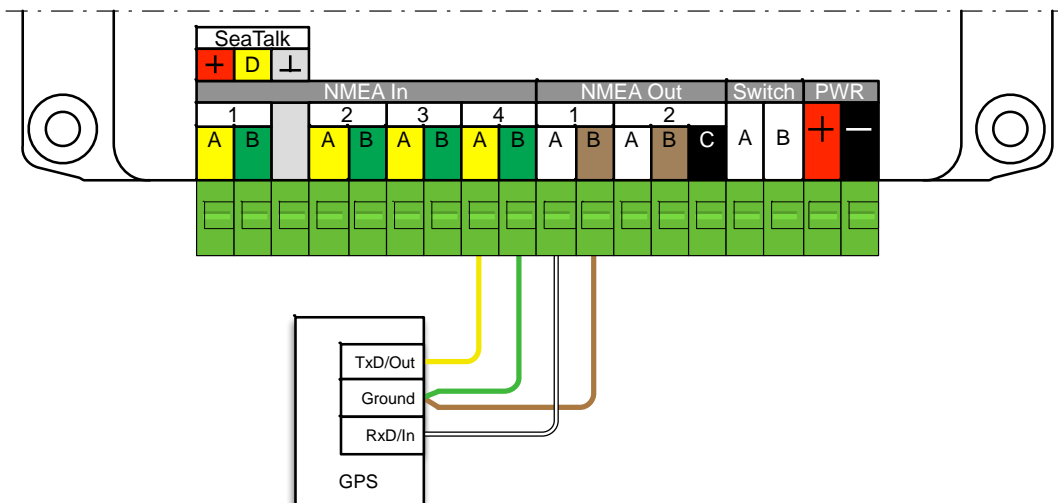 SeaTalk
+ D ⊥
NMEA In NMEA Out Switch PWR
1 2 3 4 1 2
A B A B A B A B A B A B C A B + −
TxD/Out
Ground
RxD/In
GPS